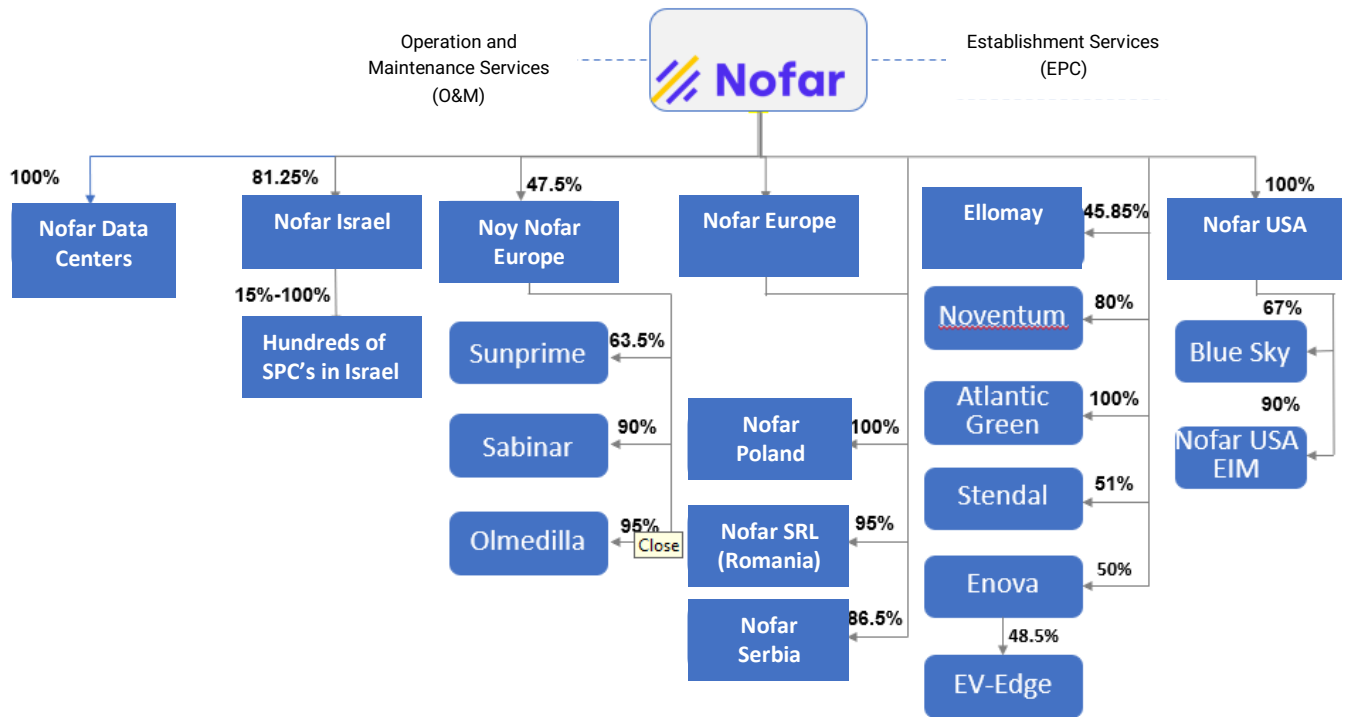 Operation and
Maintenance Services
(O&M)
Nofar
Establishment Services
(EPC)
100%
Nofar Data
Centers
81.25%
Nofar Israel
15%-100%
Hundreds of
SPC's in Israel
47.5%
Noy Nofar
Europe
Sunprime
63.5%
Sabinar
90%
Olmedilla
95%
Close
Nofar Europe
Nofar
Poland
100%
Nofar SRL
(Romania)
95%
Nofar
Serbia
86.5%
Ellomay
45.85%
Noventum
80%
Atlantic
Green
100%
Stendal
51%
Enova
50%
48.5%
EV-Edge
100%
Nofar USA
67%
Blue Sky
90%
Nofar USA
EIM